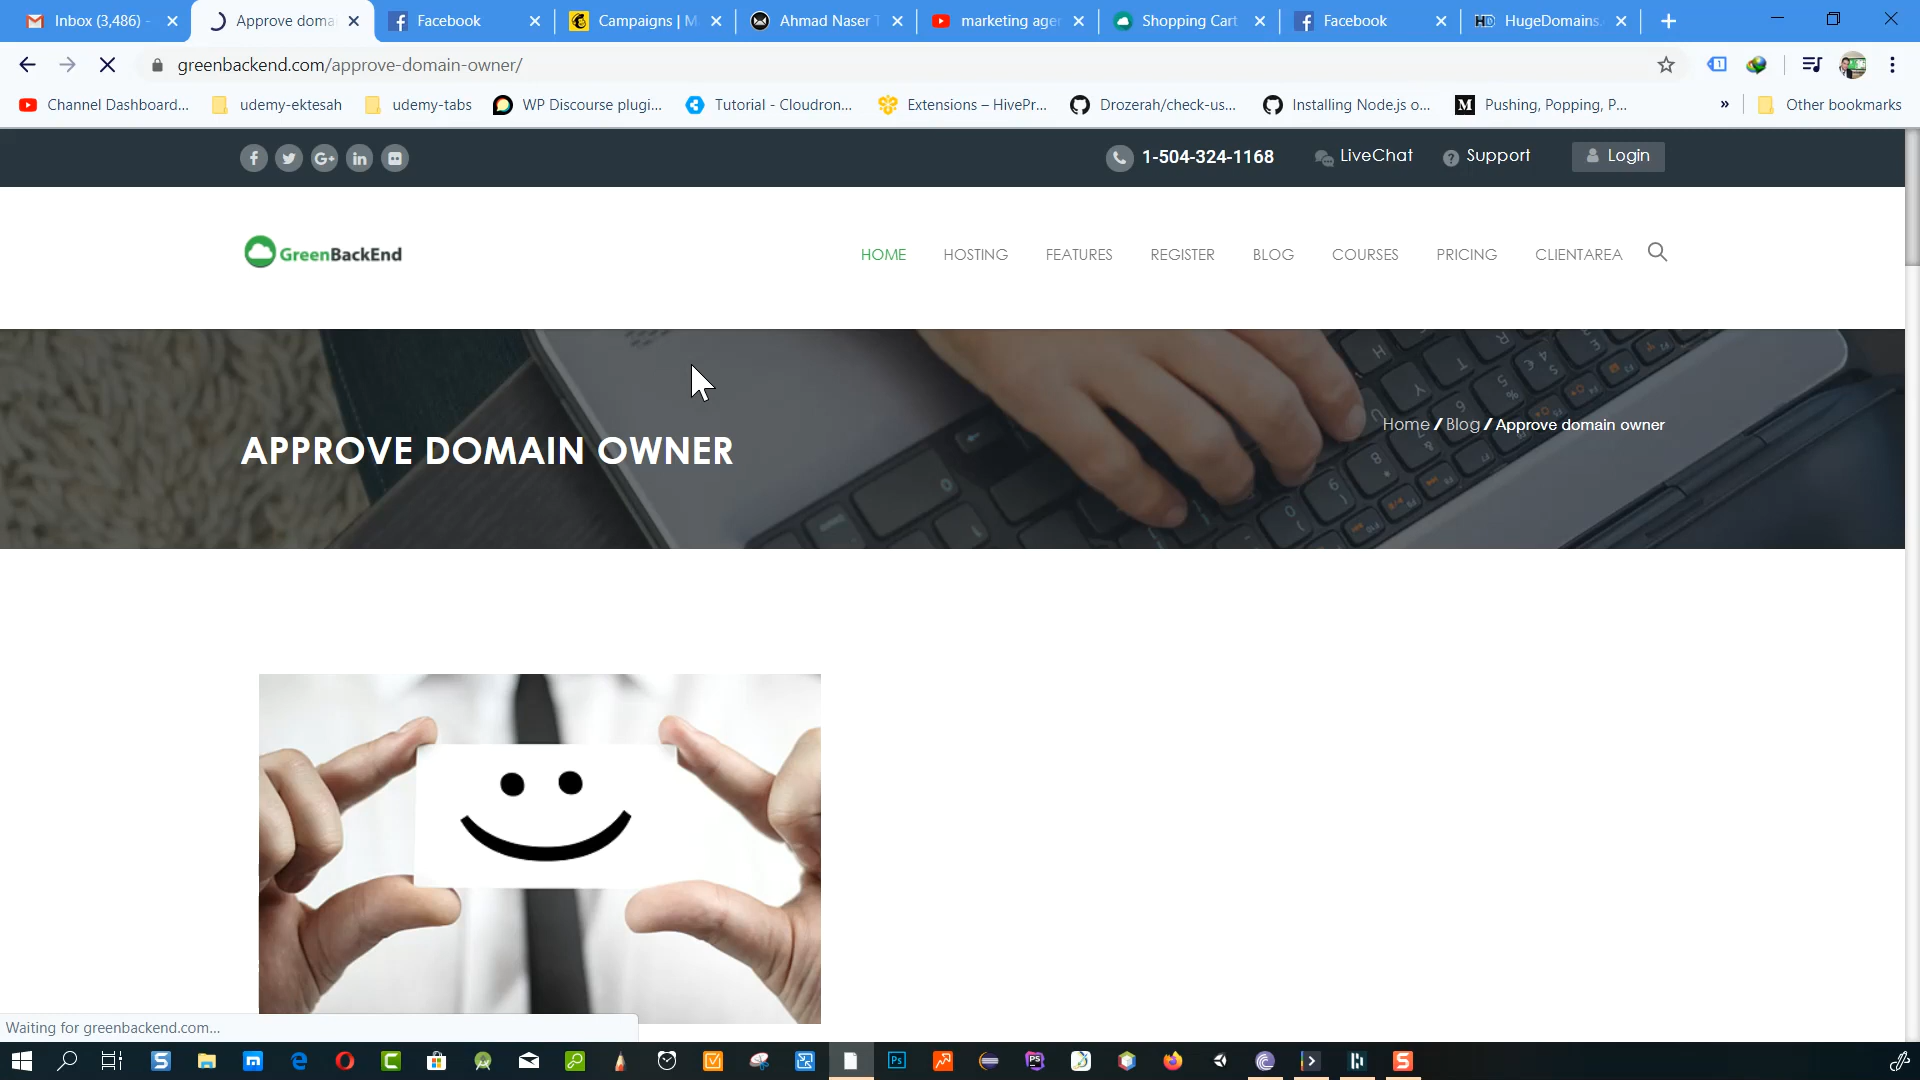 Inbox (3,486) -
Approve doma
Facebook
Campaigns | M
Ahmad Naser T
marketing age
Shopping Cart
Facebook
HugeDomains.
greenbackend.com/approve-domain-owner/
Channel Dashboard...
udemy-ektesah
udemy-tabs
WP Discourse plugi...
Tutorial - Cloudron...
Extensions – HivePr...
Drozerah/check-us...
Installing Node.js o...
Pushing, Popping, P...
»
Other bookmarks
1-504-324-1168
LiveChat
Support
Login
GreenBackEnd
HOME
HOSTING
FEATURES
REGISTER
BLOG
COURSES
PRICING
CLIENTAREA
Home / Blog / Approve domain owner
APPROVE DOMAIN OWNER
Waiting for greenbackend.com...